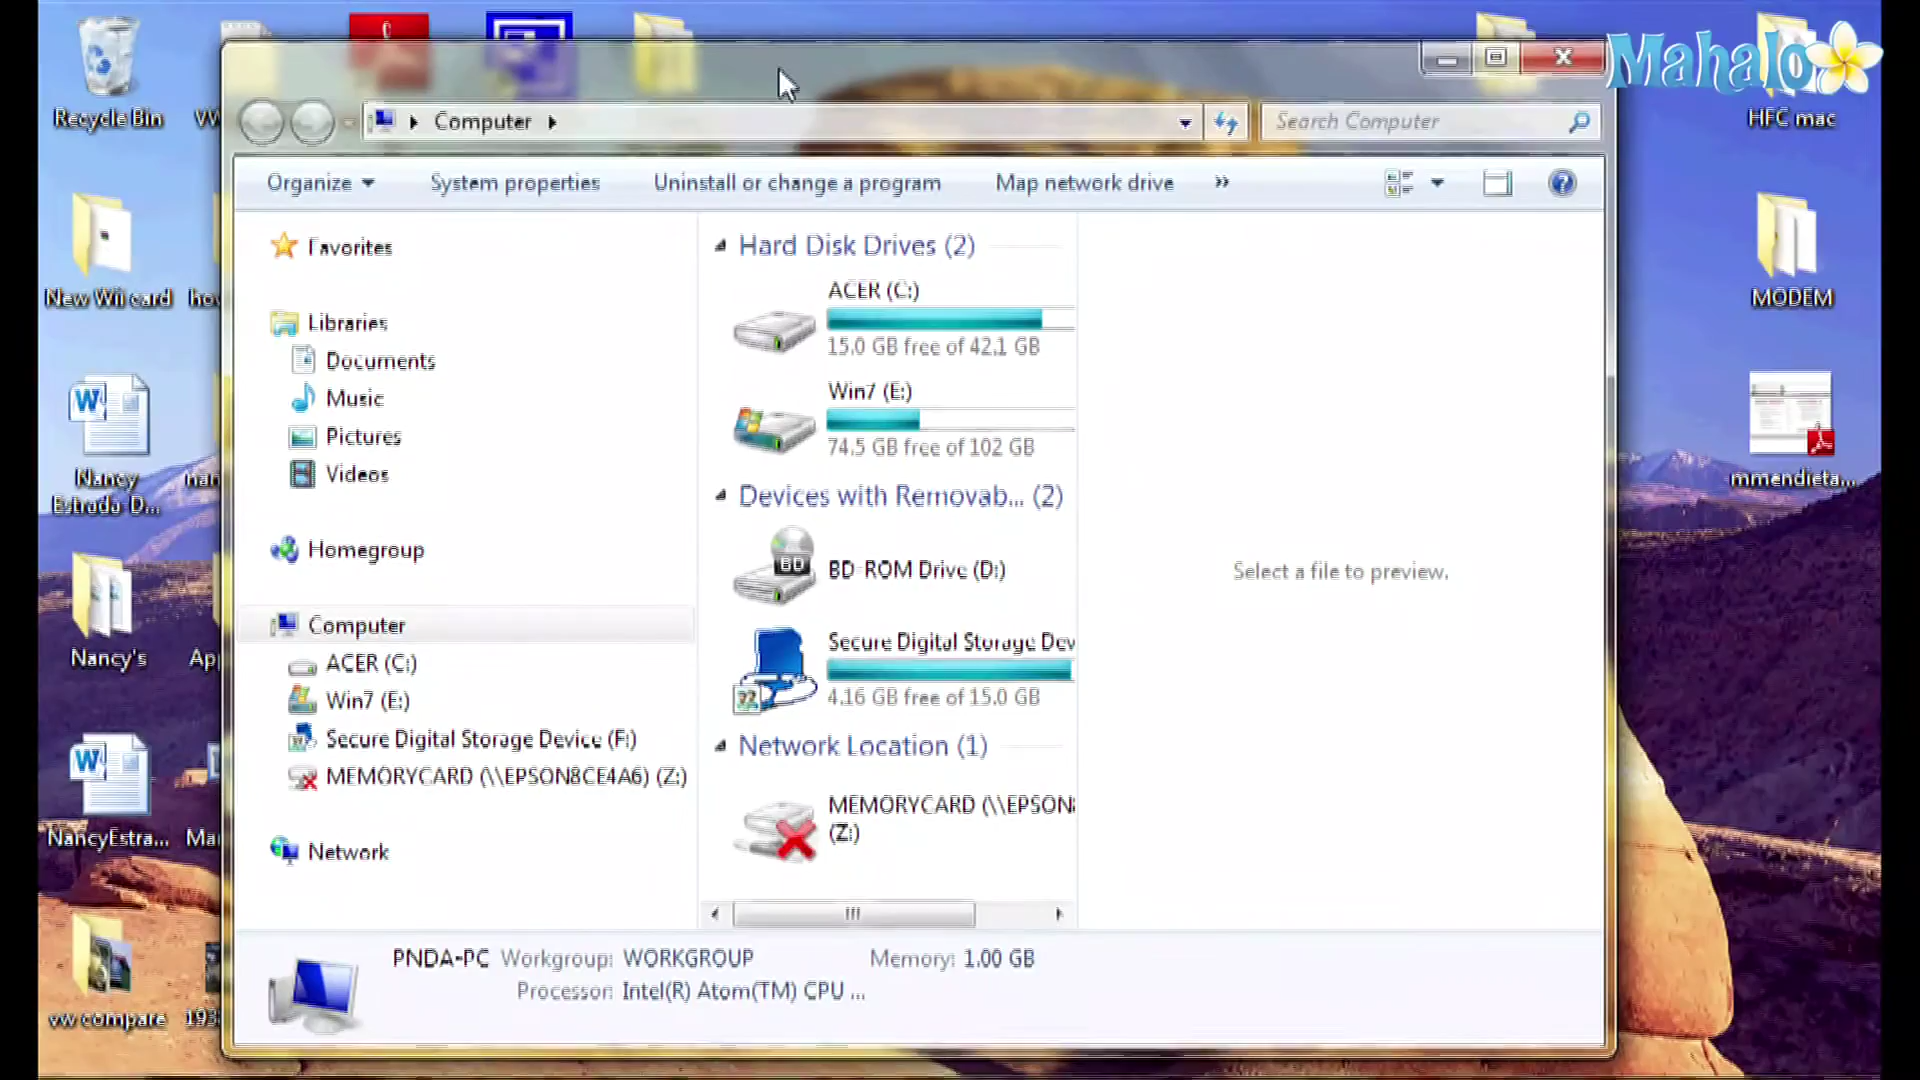 Mahalo
Recycle Bin
HFC mac
Computer
Search Computer
Organize
System properties
Uninstall or change a program
Map network drive
»
Favorites
Libraries
Documents
Music
Pictures
Videos
Homegroup
Computer
ACER (C:)
Win7 (E:)
Secure Digital Storage Device (F:)
MEMORYCARD (\\EPSON8CE4A6) (Z:)
Network
Hard Disk Drives (2)
ACER (C:)
15.0 GB free of 42.1 GB
Win7 (E:)
74.5 GB free of 102 GB
Devices with Removab... (2)
BD
BD-ROM Drive (D:)
Secure Digital Storage Dev
4.16 GB free of 15.0 GB
Network Location (1)
MEMORYCARD (\\EPSON8
(Z:)
Select a file to preview.
PNDA-PC Workgroup: WORKGROUP Memory: 1.00 GB
Processor: Intel(R) Atom(TM) CPU ...
New Wii card
Nancy
Estrada-D...
Nancy's
NancyEstra...
vw compare
MODEM
mmendieta...